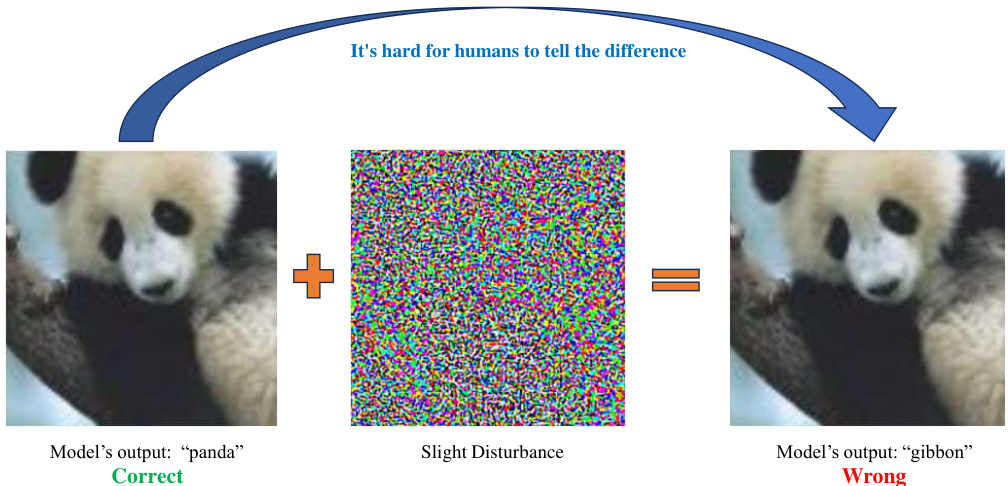 It's hard for humans to tell the difference
Model’s output: “panda”
Correct
Slight Disturbance
Model’s output: “gibbon”
Wrong